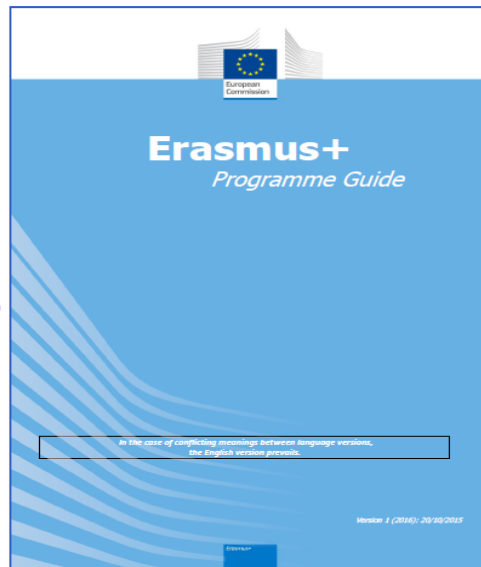 European
Commission
Erasmus+
Programme Guide
In the case of conflicting meanings between language versions,
the English version prevails.
Version 1 (2016): 20/10/2015
Erasmus+